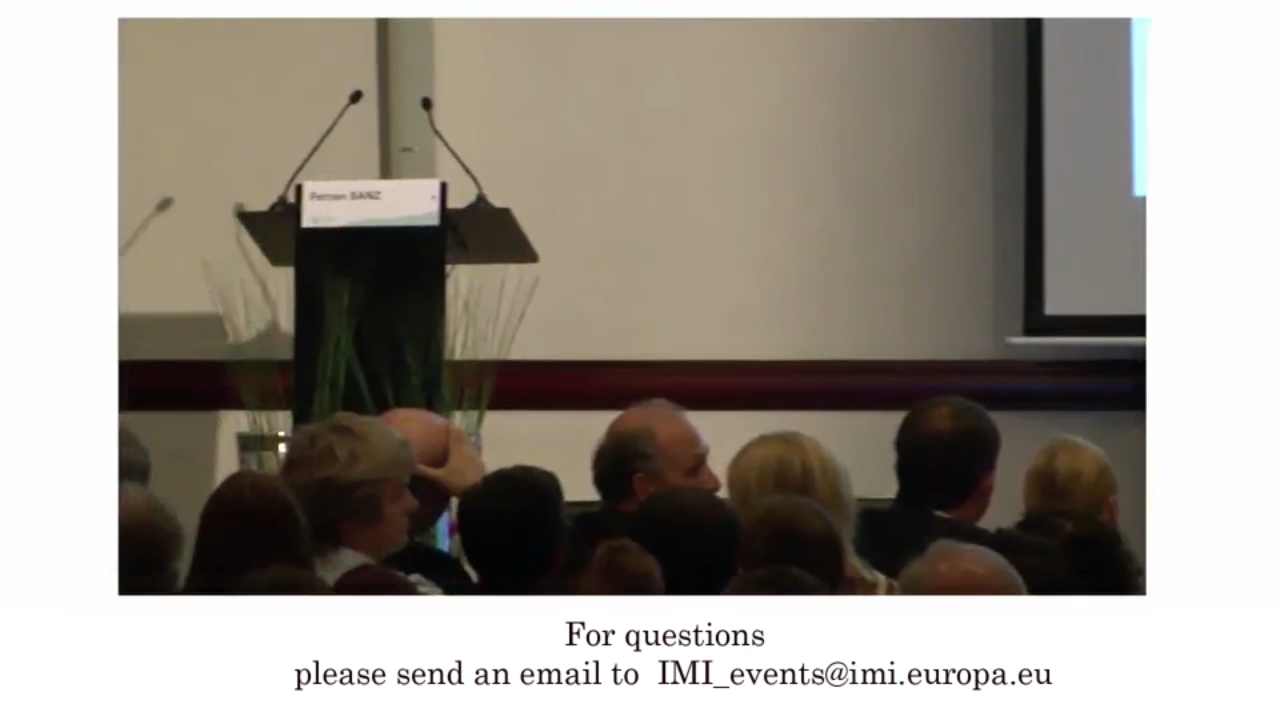 SANZ
For questions
please send an email to IMI_events@imi.europa.eu